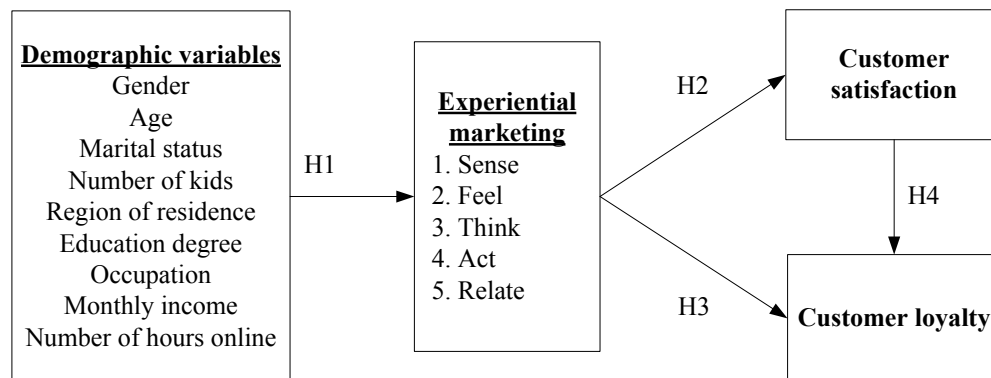 Demographic variables
Gender
Age
Marital status
Number of kids
Region of residence
Education degree
Occupation
Monthly income
Number of hours online
H1
Experiential
marketing
1. Sense
2. Feel
3. Think
4. Act
5. Relate
H2
H3
Customer
satisfaction
H4
Customer loyalty